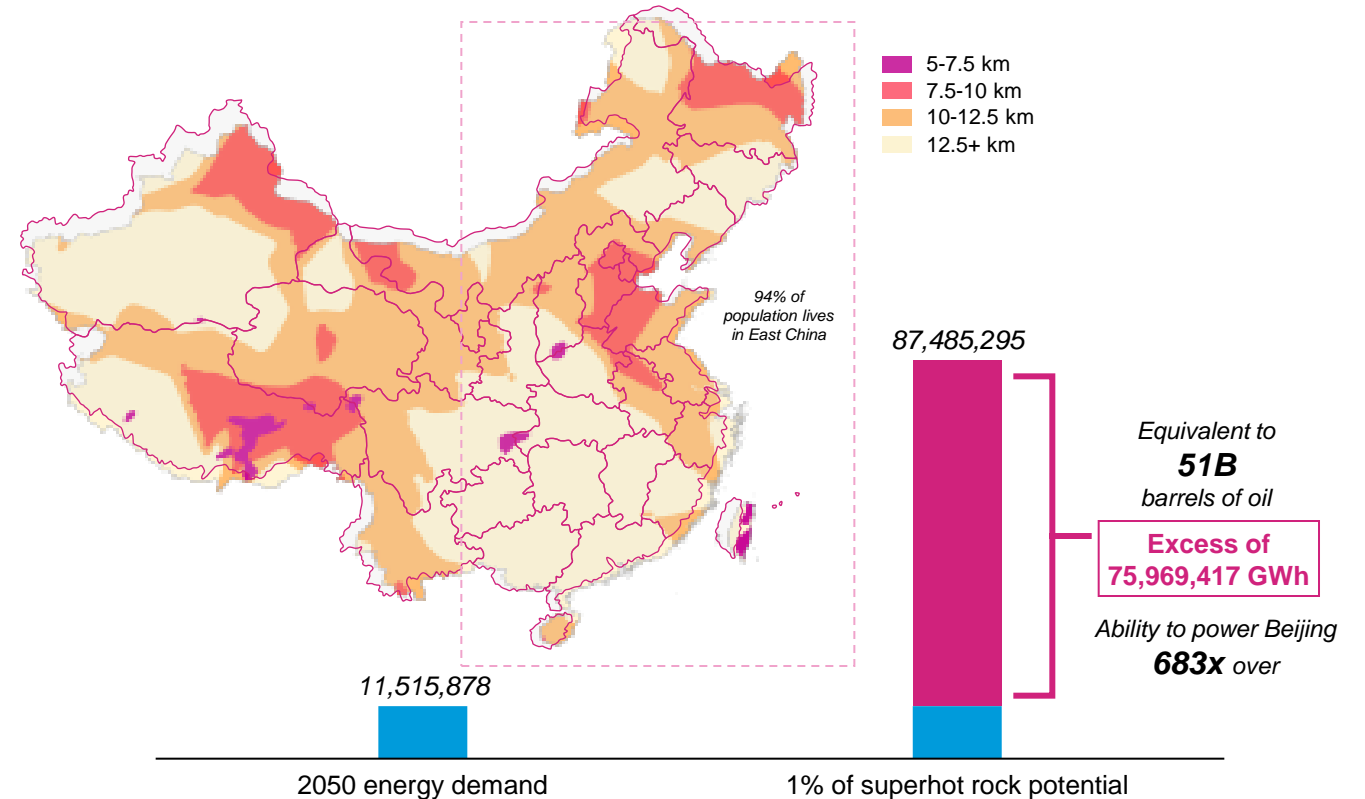 5-7.5 km
7.5-10 km
10-12.5 km
12.5+ km
94% of
population lives
in East China
87,485,295
Equivalent to
51B
barrels of oil
Excess of
75,969,417 GWh
Ability to power Beijing
683x over
11,515,878
2050 energy demand
1% of superhot rock potential